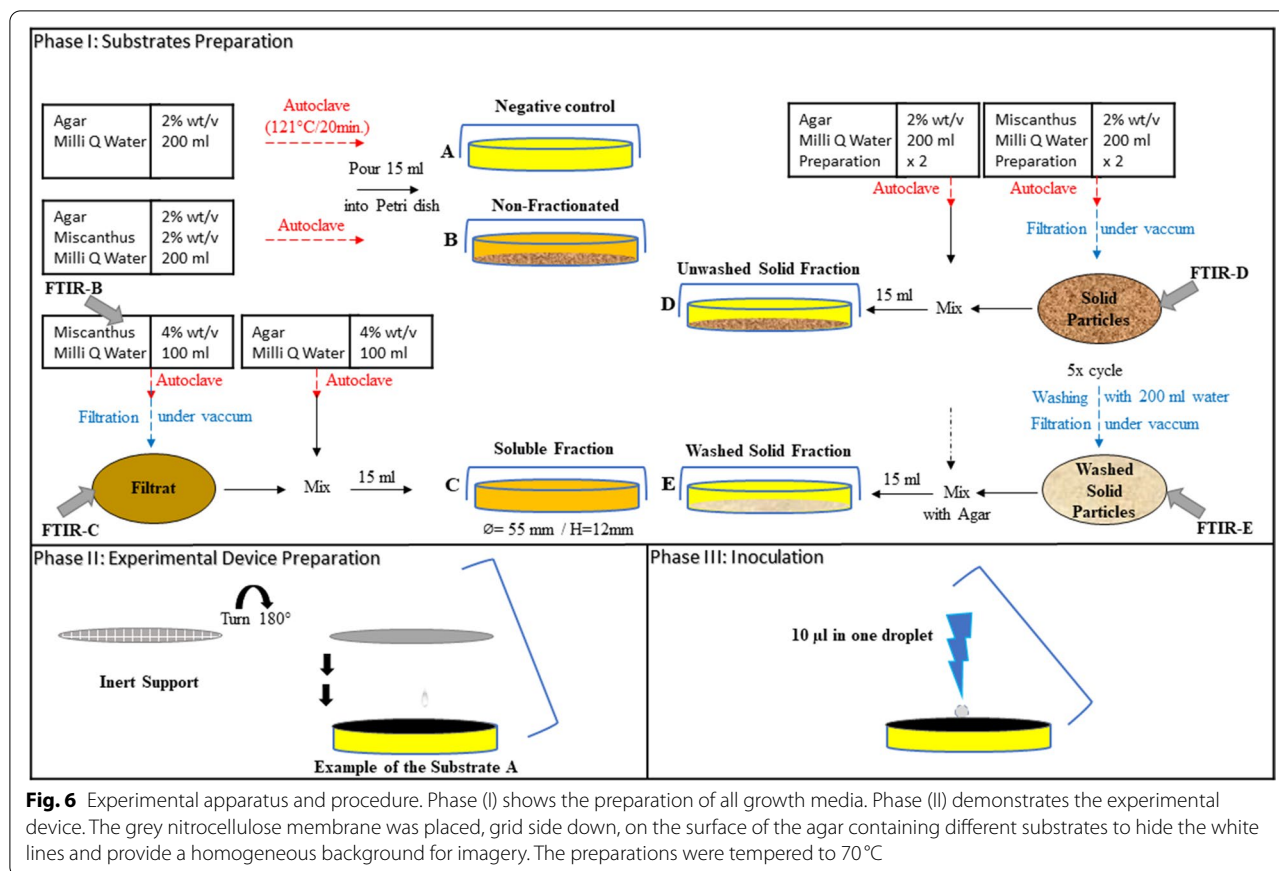 Phase I: Substrates Preparation
Agar 2% wt/v
Milli Q Water 200 ml
Autoclave
(121°C/20min.)
Negative control
A
Pour 15 ml
into Petri dish
Agar 2% wt/v
Miscanthus 2% wt/v
Milli Q Water 200 ml
Autoclave
Non-Fractionated
B
FTIR-B
Miscanthus 4% wt/v
Milli Q Water 100 ml
Agar 4% wt/v
Milli Q Water 100 ml
Autoclave
Autoclave
Filtration under vaccum
Filtrat
FTIR-C
Mix
15 ml
Soluble Fraction
C
Ø= 55 mm / H=12mm
Agar 2% wt/v
Milli Q Water 200 ml
Preparation x 2
Miscanthus 2% wt/v
Milli Q Water 200 ml
Preparation x 2
Autoclave
Autoclave
Filtration under vaccum
FTIR-D
Solid
Particles
Mix
15 ml
Unwashed Solid Fraction
D
5x cycle
Washing with 200 ml water
Filtration under vaccum
Washed
Solid
Particles
FTIR-E
Mix
with Agar
15 ml
Washed Solid Fraction
E
Phase II: Experimental Device Preparation
Turn 180°
Inert Support
Example of the Substrate A
Phase III: Inoculation
10 µl in one droplet
Fig. 6 Experimental apparatus and procedure. Phase (I) shows the preparation of all growth media. Phase (II) demonstrates the experimental
device. The grey nitrocellulose membrane was placed, grid side down, on the surface of the agar containing different substrates to hide the white
lines and provide a homogeneous background for imagery. The preparations were tempered to 70 °C